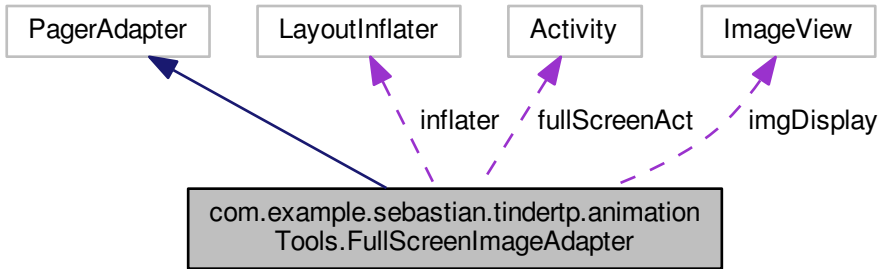 PagerAdapter
LayoutInflater
Activity
ImageView
inflater
fullScreenAct
imgDisplay
com.example.sebastian.tindertp.animation
Tools.FullScreenImageAdapter